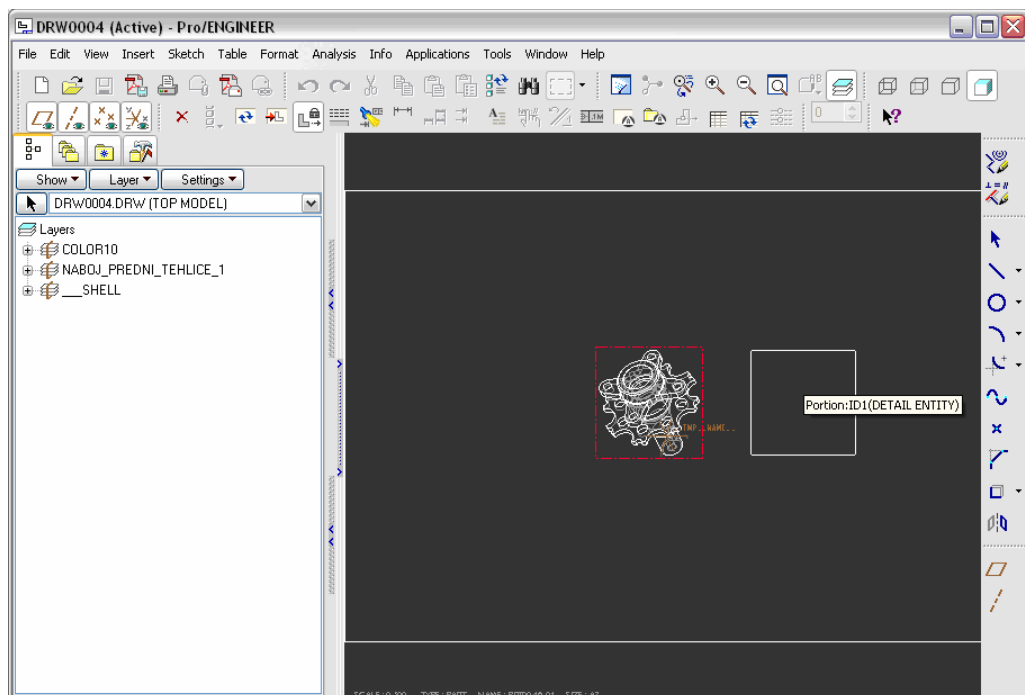 DRW0004 (Active) - Pro/ENGINEER
File Edit View Insert Sketch Table Format Analysis Info Applications Tools Window Help
Show Layer Settings
DRW0004.DRW (TOP MODEL)
Layers
COLOR10
NABOJ_PREDNI_TEHLICE_1
___SHELL
Portion:ID1(DETAIL ENTITY)